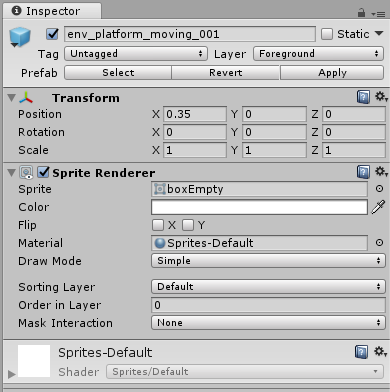 Inspector
env_platform_moving_001 Static
Tag Untagged Layer Foreground
Prefab Select Revert Apply
Transform
Position X 0.35 Y 0 Z 0
Rotation X 0 Y 0 Z 0
Scale X 1 Y 1 Z 1
Sprite Renderer
Sprite boxEmpty
Color
Flip X Y
Material Sprites-Default
Draw Mode Simple
Sorting Layer Default
Order in Layer 0
Mask Interaction None
Sprites-Default
Shader Sprites/Default